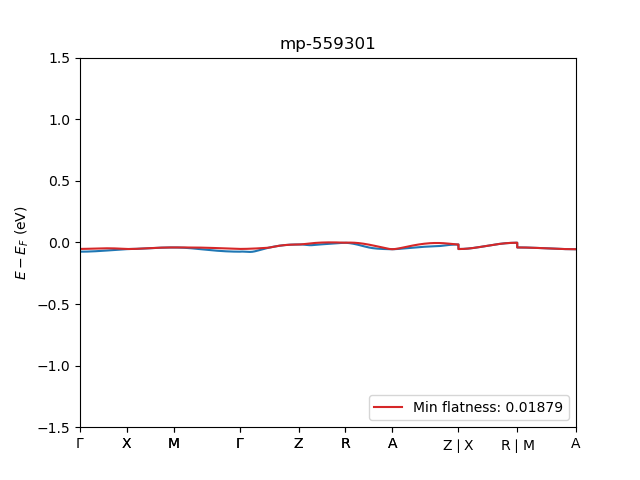 mp-559301
1.5
1.0
0.5
0.0
−0.5
−1.0
−1.5
E − E_F (eV)
Min flatness: 0.01879
Γ X M Γ Z R A Z | X R | M A